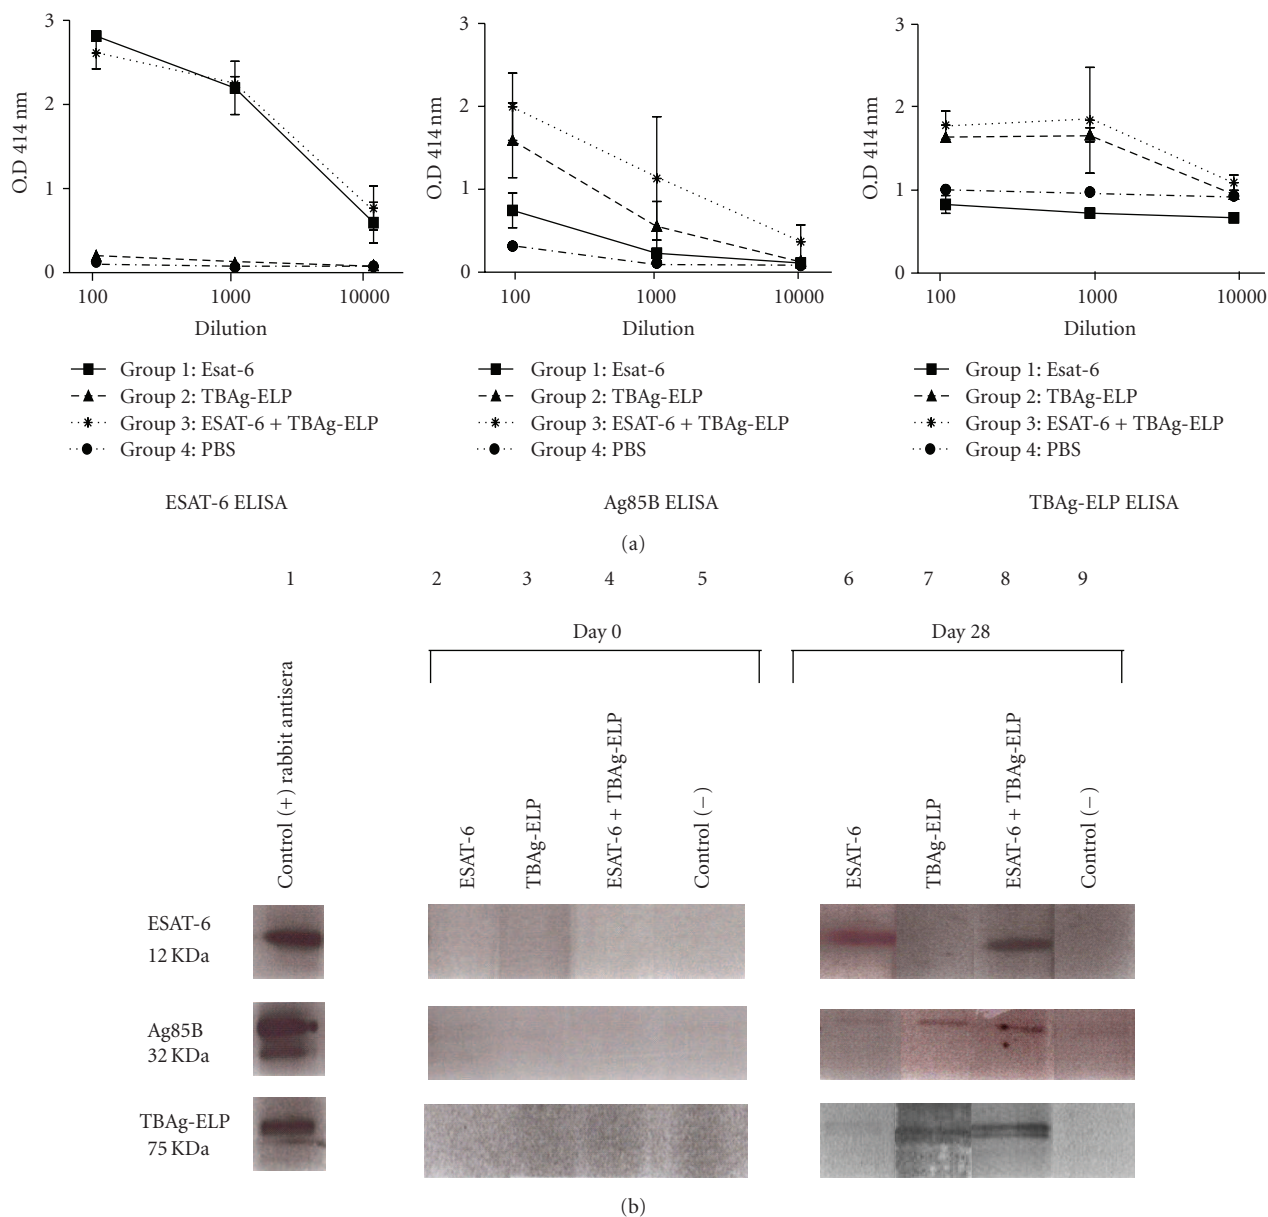 3
2
1
0
O.D 414 nm
100
1000
10000
Dilution
Group 1: Esat-6
Group 2: TBAg-ELP
Group 3: ESAT-6 + TBAg-ELP
Group 4: PBS
ESAT-6 ELISA
3
2
1
0
O.D 414 nm
100
1000
10000
Dilution
Group 1: Esat-6
Group 2: TBAg-ELP
Group 3: ESAT-6 + TBAg-ELP
Group 4: PBS
Ag85B ELISA
3
2
1
0
O.D 414 nm
100
1000
10000
Dilution
Group 1: Esat-6
Group 2: TBAg-ELP
Group 3: ESAT-6 + TBAg-ELP
Group 4: PBS
TBAg-ELP ELISA
(a)
1 2 3 4 5 6 7 8 9
Day 0
Day 28
Control (+) rabbit antisera
ESAT-6
TBAg-ELP
ESAT-6 + TBAg-ELP
Control (−)
ESAT-6
TBAg-ELP
ESAT-6 + TBAg-ELP
Control (−)
ESAT-6
12 KDa
Ag85B
32 KDa
TBAg-ELP
75 KDa
(b)